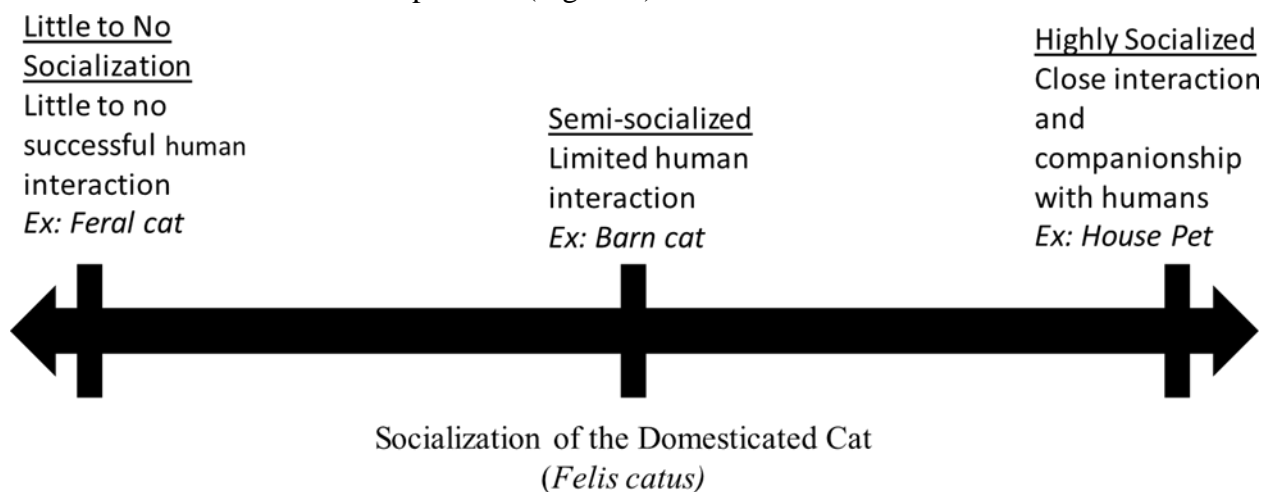 Little to No
Socialization
Little to no
successful human
interaction
Ex: Feral cat
Semi-socialized
Limited human
interaction
Ex: Barn cat
Highly Socialized
Close interaction
and
companionship
with humans
Ex: House Pet
Socialization of the Domesticated Cat
(Felis catus)